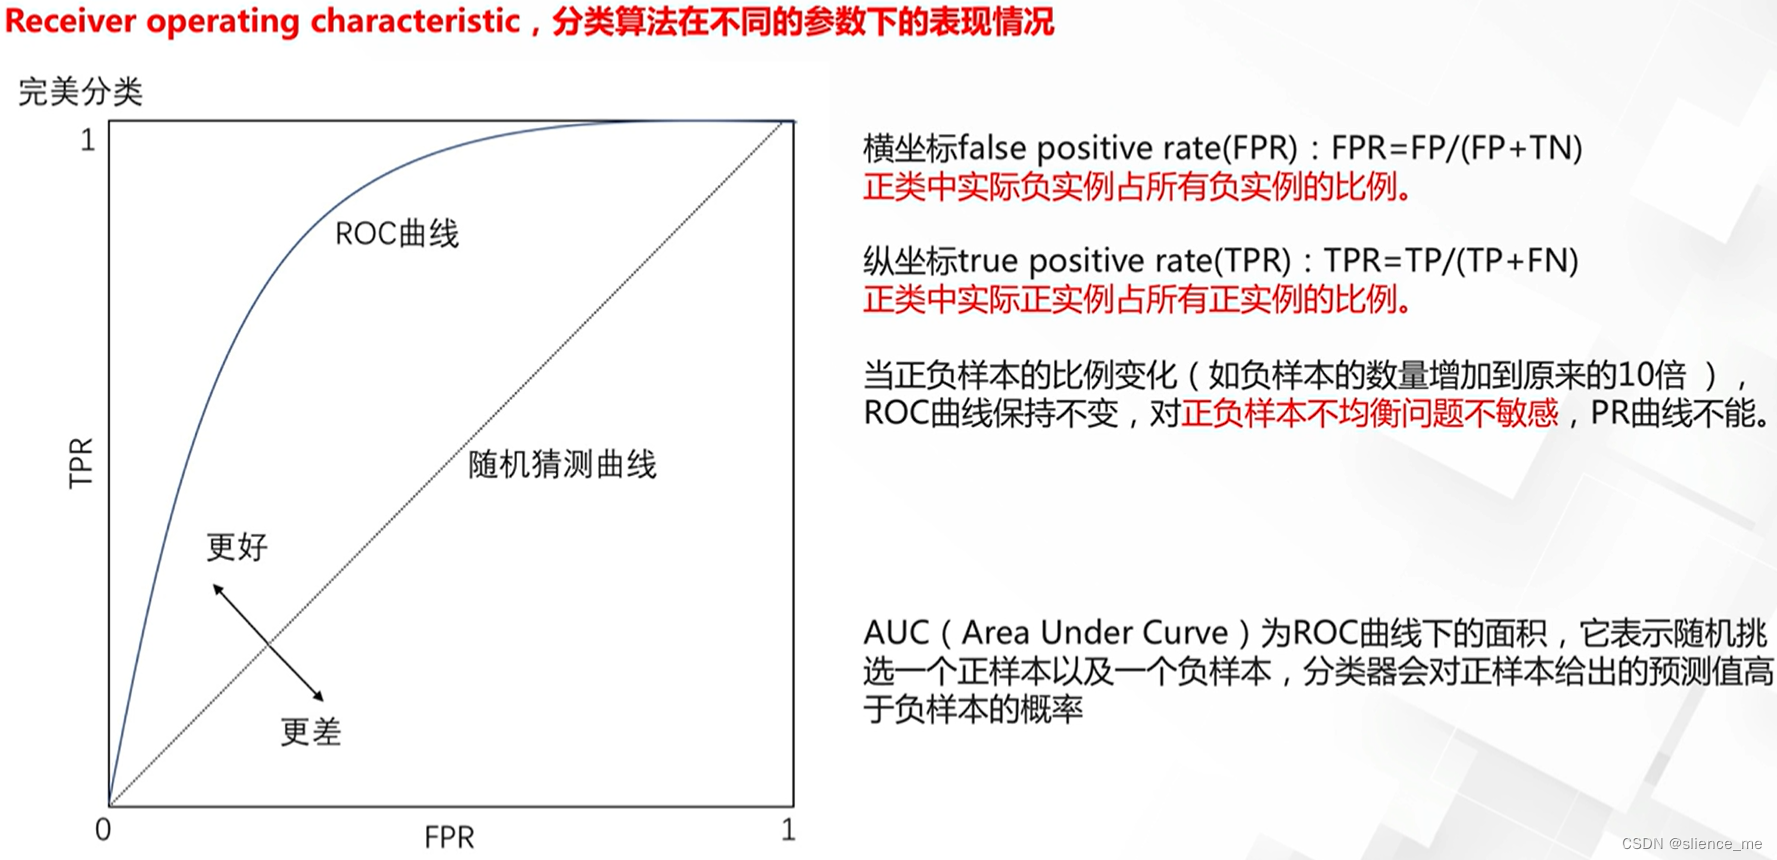 Receiver operating characteristic，分类算法在不同的参数下的表现情况
完美分类
1
ROC曲线
TPR
随机猜测曲线
更好
更差
0
FPR
1
横坐标false positive rate(FPR)：FPR=FP/(FP+TN)
正类中实际负实例占所有负实例的比例。
纵坐标true positive rate(TPR)：TPR=TP/(TP+FN)
正类中实际正实例占所有正实例的比例。
当正负样本的比例变化（如负样本的数量增加到原来的10倍 ），
ROC曲线保持不变，对正负样本不均衡问题不敏感，PR曲线不能。
AUC（Area Under Curve）为ROC曲线下的面积，它表示随机挑
选一个正样本以及一个负样本，分类器会对正样本给出的预测值高
于负样本的概率
CSDN @slience_me